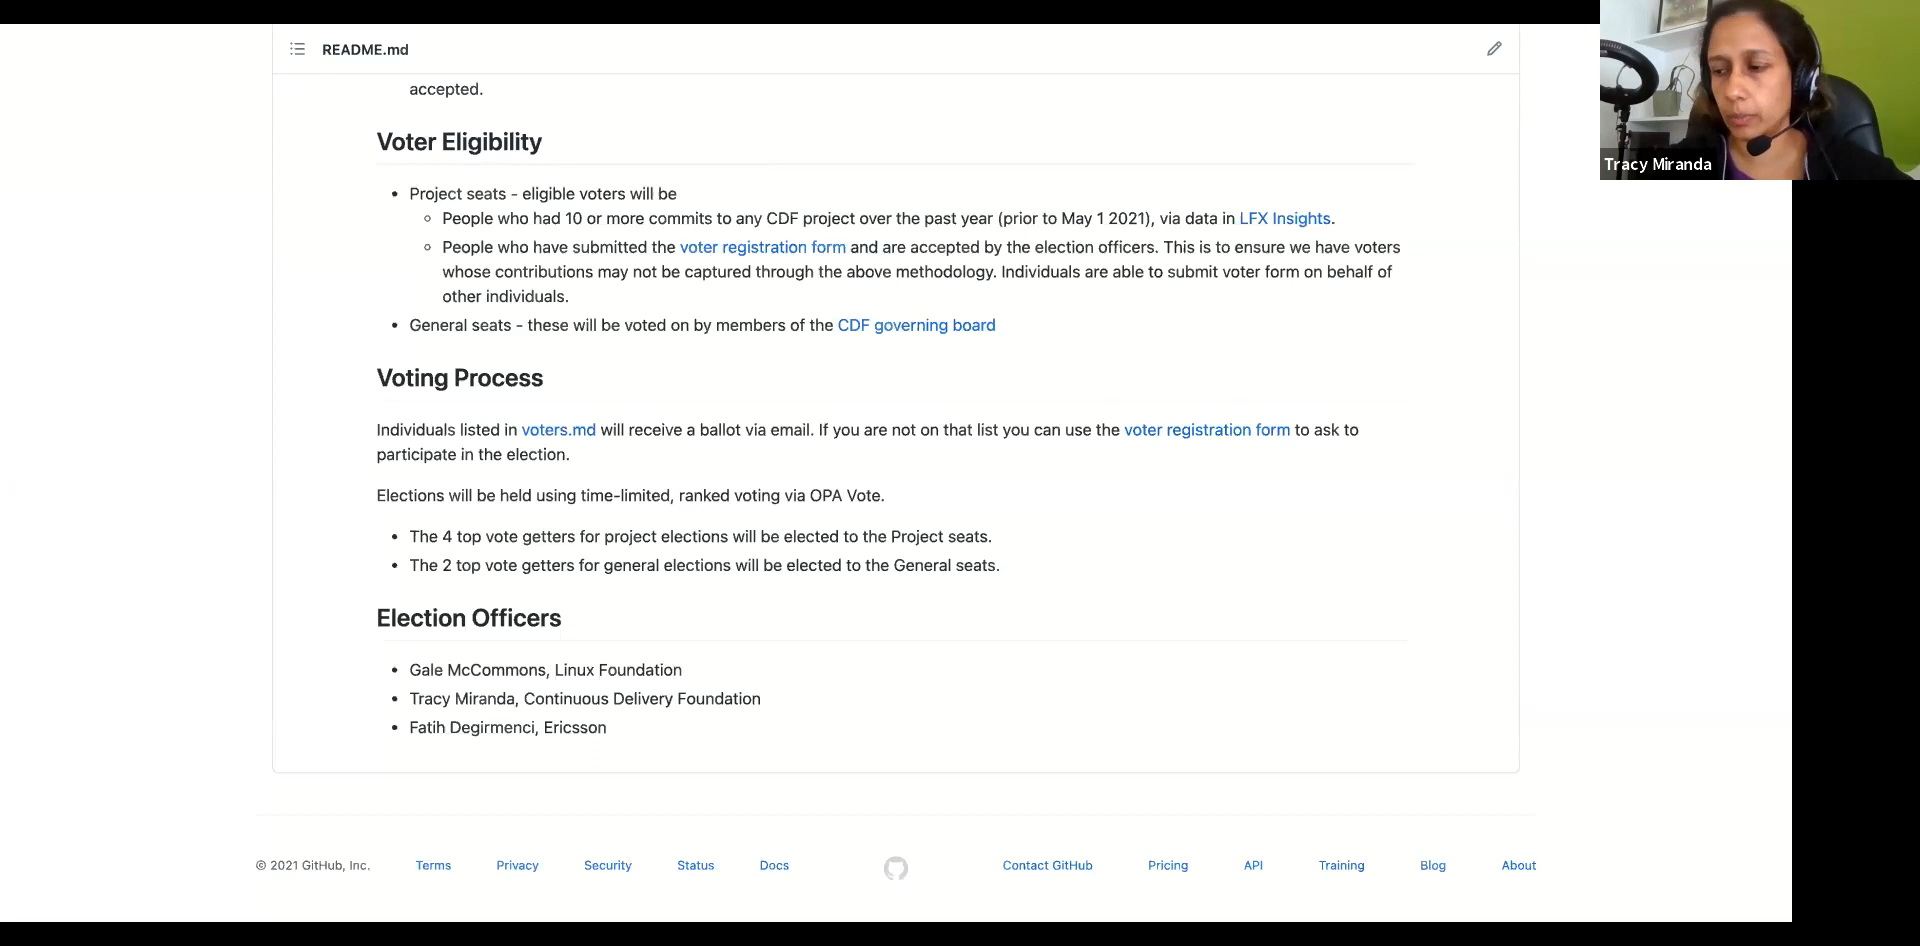 README.md
accepted.
Voter Eligibility
Project seats - eligible voters will be
People who had 10 or more commits to any CDF project over the past year (prior to May 1 2021), via data in LFX Insights.
People who have submitted the voter registration form and are accepted by the election officers. This is to ensure we have voters
whose contributions may not be captured through the above methodology. Individuals are able to submit voter form on behalf of
other individuals.
General seats - these will be voted on by members of the CDF governing board
Voting Process
Individuals listed in voters.md will receive a ballot via email. If you are not on that list you can use the voter registration form to ask to
participate in the election.
Elections will be held using time-limited, ranked voting via OPA Vote.
The 4 top vote getters for project elections will be elected to the Project seats.
The 2 top vote getters for general elections will be elected to the General seats.
Election Officers
Gale McCommons, Linux Foundation
Tracy Miranda, Continuous Delivery Foundation
Fatih Degirmenci, Ericsson
© 2021 GitHub, Inc. Terms Privacy Security Status Docs Contact GitHub Pricing API Training Blog About
Tracy Miranda